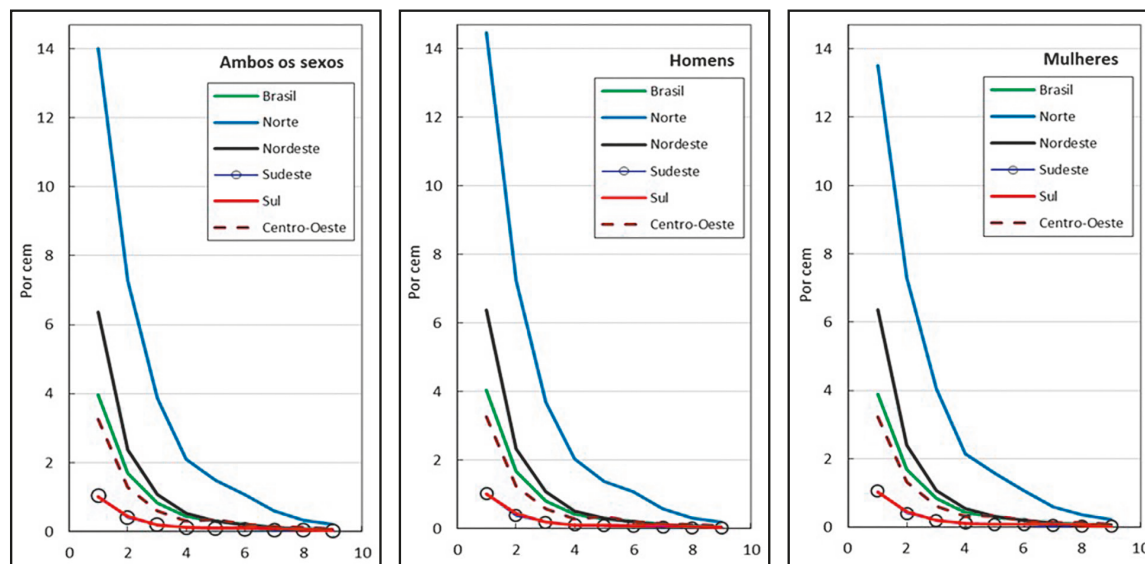 Ambos os sexos
Brasil
Norte
Nordeste
Sudeste
Sul
Centro-Oeste
Por cem
14
12
10
8
6
4
2
0
0 2 4 6 8 10
Homens
Brasil
Norte
Nordeste
Sudeste
Sul
Centro-Oeste
Por cem
14
12
10
8
6
4
2
0
0 2 4 6 8 10
Mulheres
Brasil
Norte
Nordeste
Sudeste
Sul
Centro-Oeste
Por cem
14
12
10
8
6
4
2
0
0 2 4 6 8 10